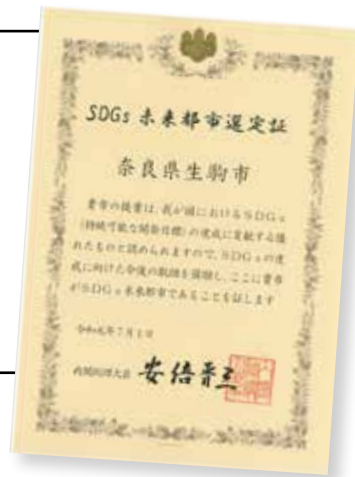 SDGs 未来都市選定証
奈良県生駒市
貴市の提案は、我が国におけるSDGs
(持続可能な開発目標)の達成に貢献する優
れたものと認められますので、SDGsの達
成に向けた今後の取組を期待し、ここに貴市
がSDGs未来都市であることを証します
令和元年7月1日
内閣総理大臣 安倍晋三